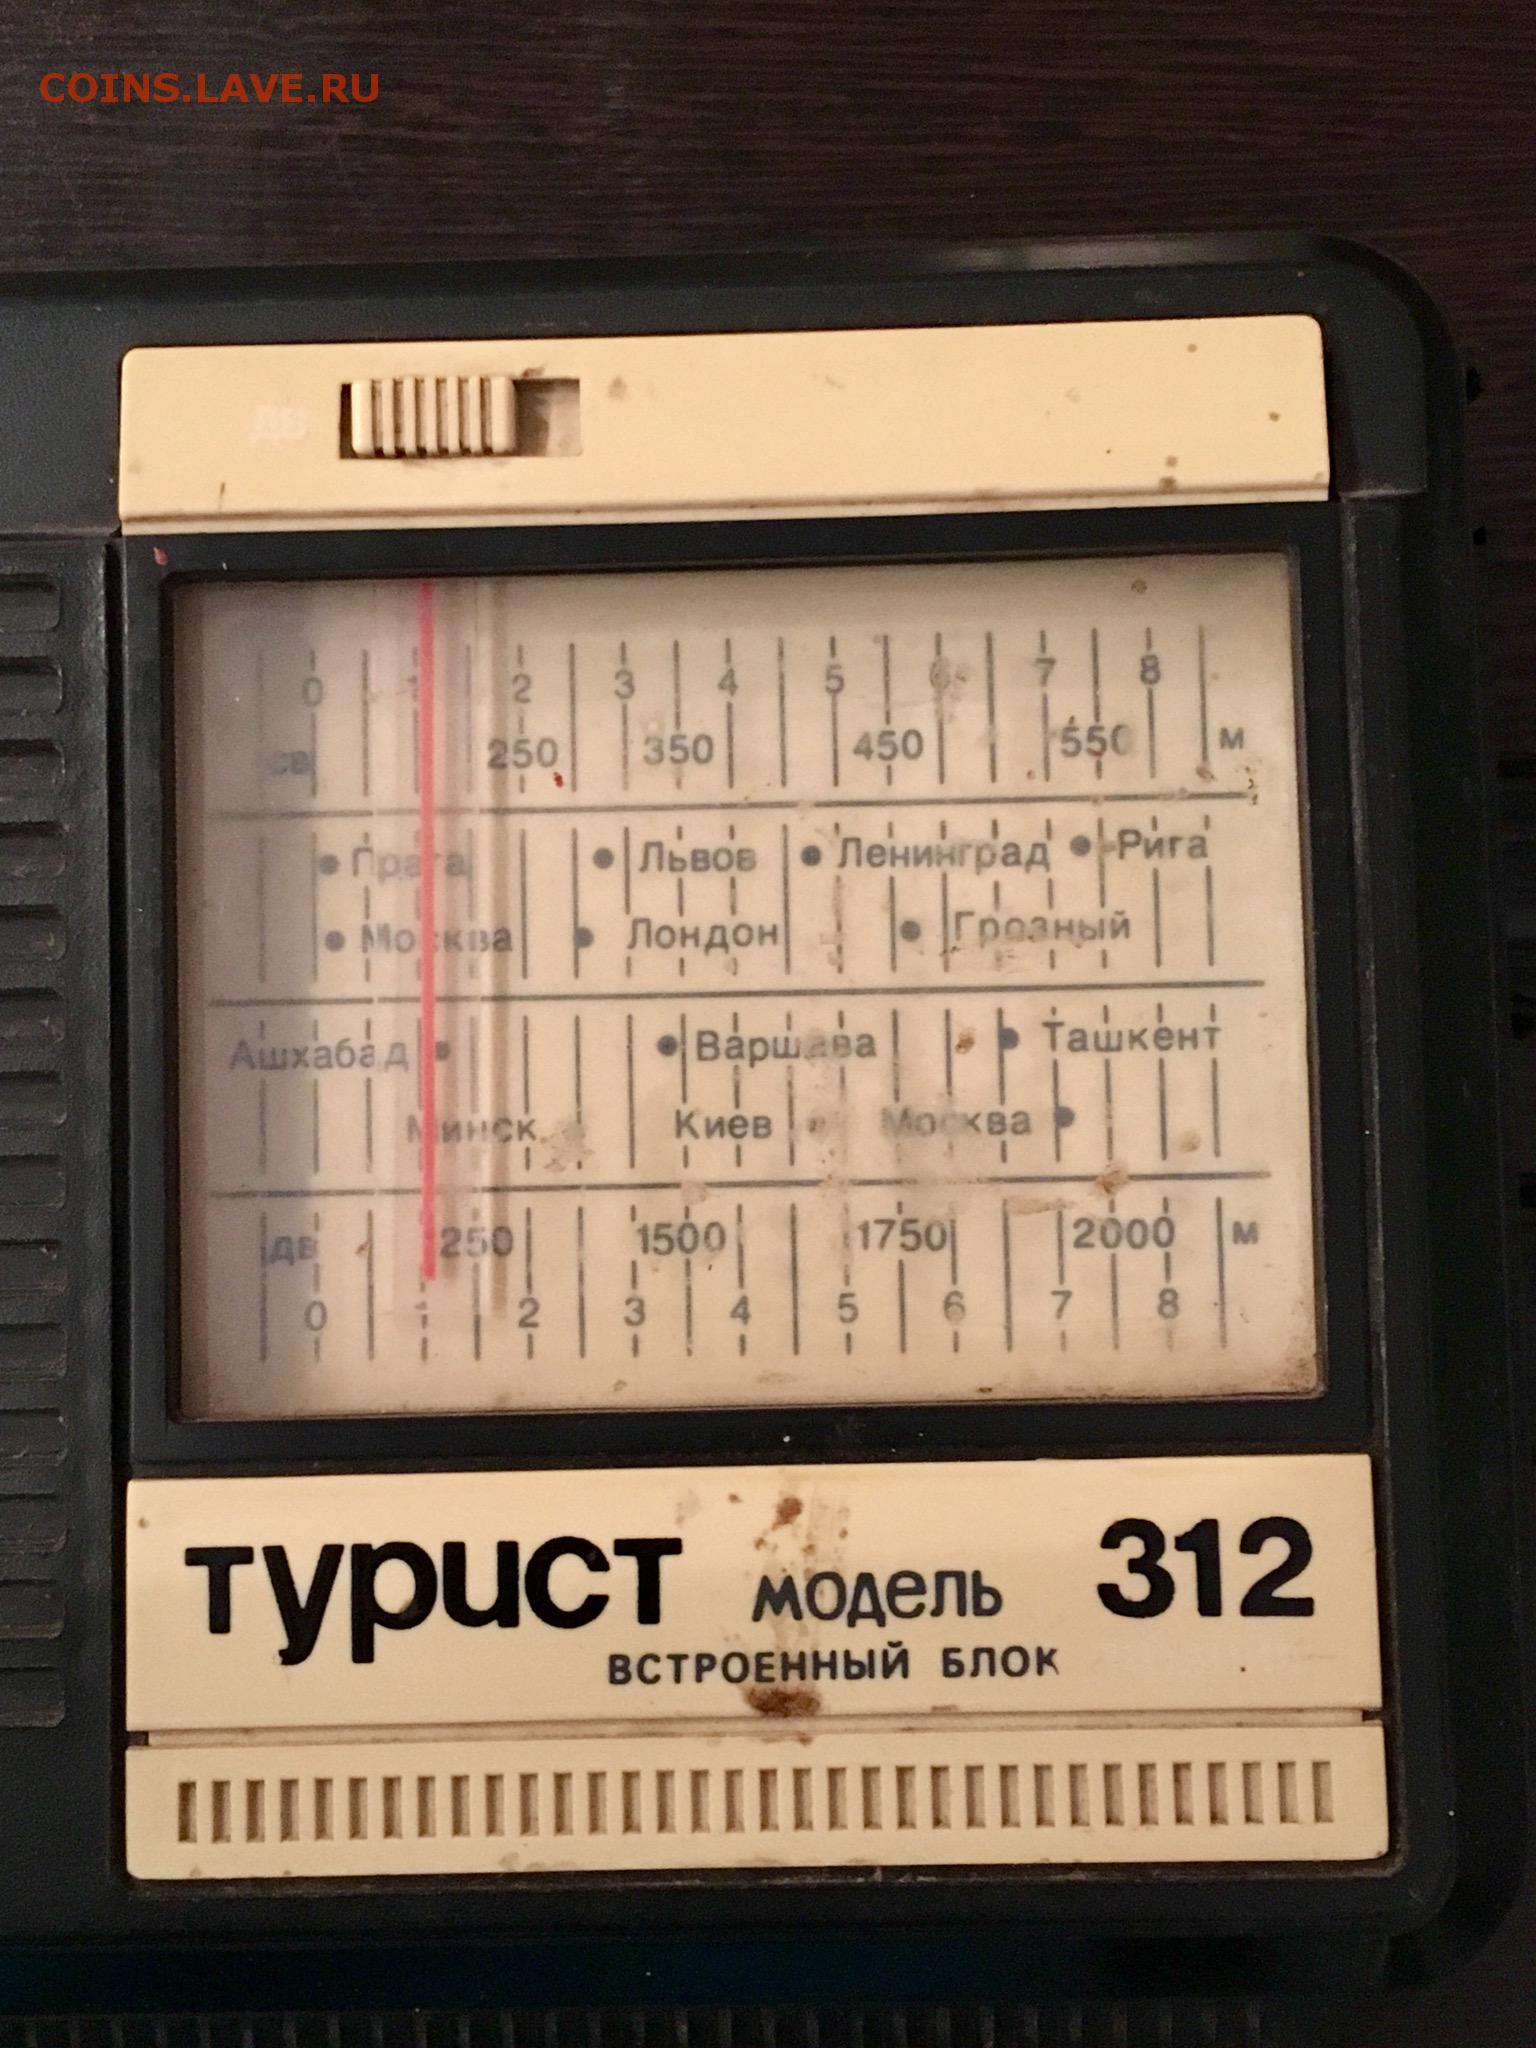 COINS.LAVE.RU
ДВ
0 1 2 3 4 5 6 7 8
СВ 250 350 450 550 М
Прага Львов Ленинград Рига
Москва Лондон Грозный
Ашхабад Варшава Ташкент
Минск Киев Москва
ДВ 250 1500 1750 2000 М
0 1 2 3 4 5 6 7 8
турист модель 312
ВСТРОЕННЫЙ БЛОК